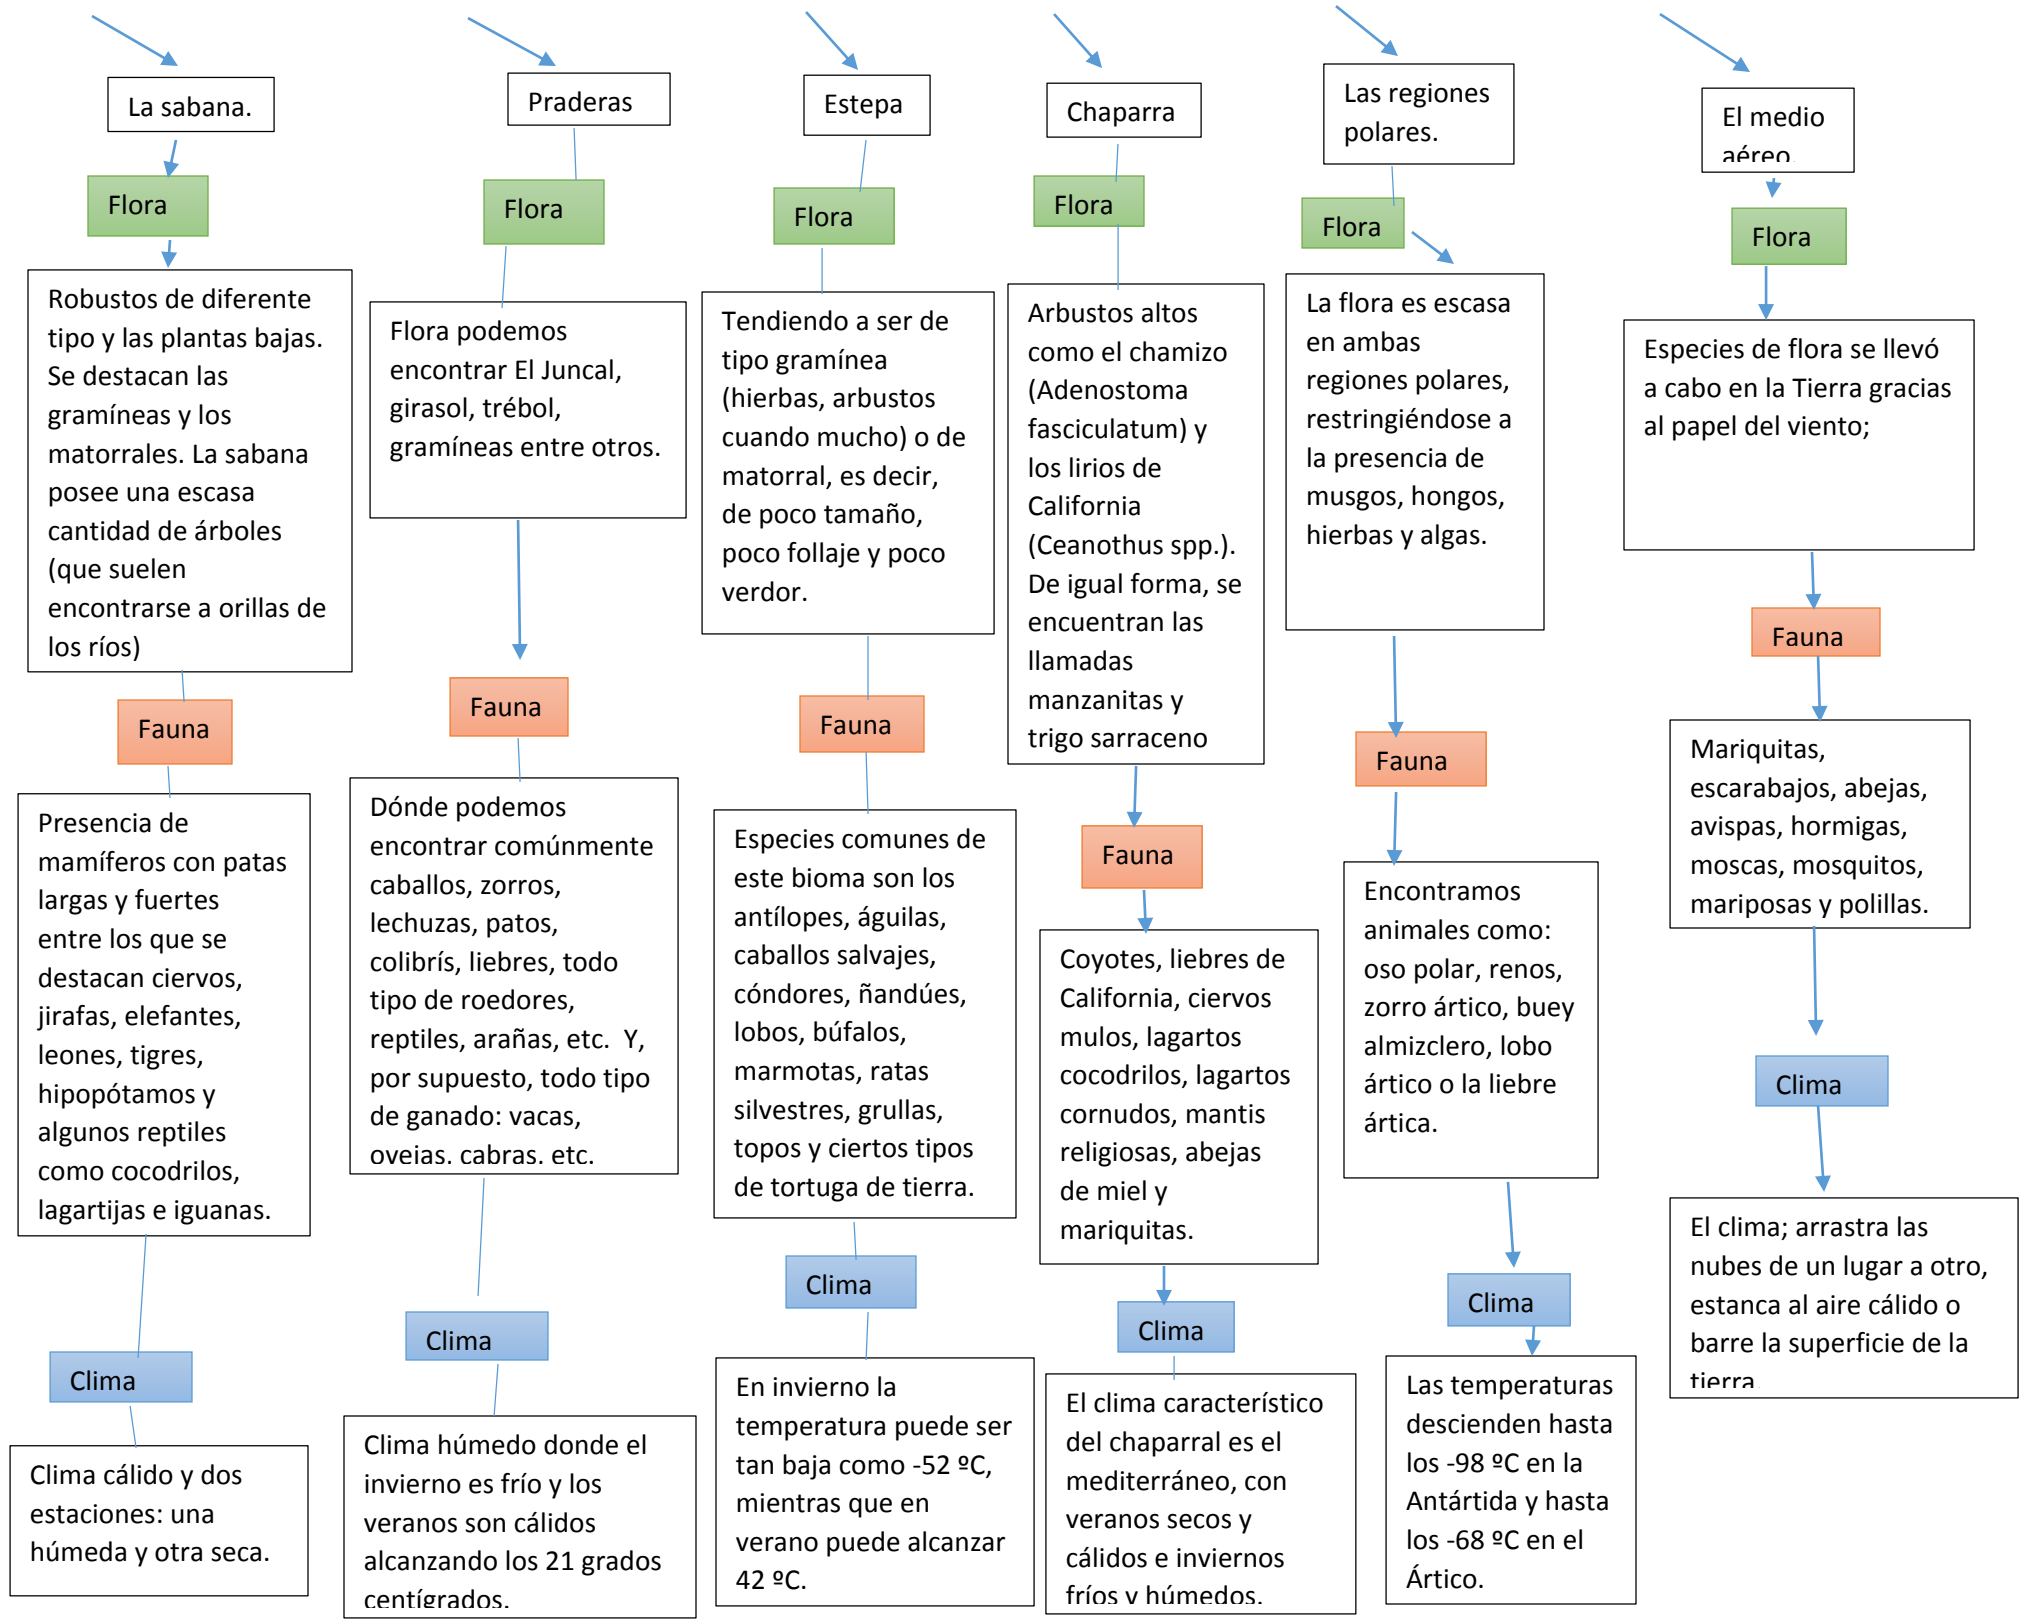 La sabana.
Flora
Robustos de diferente
tipo y las plantas bajas.
Se destacan las
gramíneas y los
matorrales. La sabana
posee una escasa
cantidad de árboles
(que suelen
encontrarse a orillas de
los ríos)
Fauna
Presencia de
mamíferos con patas
largas y fuertes
entre los que se
destacan ciervos,
jirafas, elefantes,
leones, tigres,
hipopótamos y
algunos reptiles
como cocodrilos,
lagartijas e iguanas.
Clima
Clima cálido y dos
estaciones: una
húmeda y otra seca.
Praderas
Flora
Flora podemos
encontrar El Juncal,
girasol, trébol,
gramíneas entre otros.
Fauna
Dónde podemos
encontrar comúnmente
caballos, zorros,
lechuzas, patos,
colibrís, liebres, todo
tipo de roedores,
reptiles, arañas, etc.  Y,
por supuesto, todo tipo
de ganado: vacas,
ovejas, cabras, etc.
Clima
Clima húmedo donde el
invierno es frío y los
veranos son cálidos
alcanzando los 21 grados
centígrados.
Estepa
Flora
Tendiendo a ser de
tipo gramínea
(hierbas, arbustos
cuando mucho) o de
matorral, es decir,
de poco tamaño,
poco follaje y poco
verdor.
Fauna
Especies comunes de
este bioma son los
antílopes, águilas,
caballos salvajes,
cóndores, ñandúes,
lobos, búfalos,
marmotas, ratas
silvestres, grullas,
topos y ciertos tipos
de tortuga de tierra.
Clima
En invierno la
temperatura puede ser
tan baja como -52 ºC,
mientras que en
verano puede alcanzar
42 ºC.
Chaparra
Flora
Arbustos altos
como el chamizo
(Adenostoma
fasciculatum) y
los lirios de
California
(Ceanothus spp.).
De igual forma, se
encuentran las
llamadas
manzanitas y
trigo sarraceno
Fauna
Coyotes, liebres de
California, ciervos
mulos, lagartos
cocodrilos, lagartos
cornudos, mantis
religiosas, abejas
de miel y
mariquitas.
Clima
El clima característico
del chaparral es el
mediterráneo, con
veranos secos y
cálidos e inviernos
fríos y húmedos.
Las regiones
polares.
Flora
La flora es escasa
en ambas
regiones polares,
restringiéndose a
la presencia de
musgos, hongos,
hierbas y algas.
Fauna
Encontramos
animales como:
oso polar, renos,
zorro ártico, buey
almizclero, lobo
ártico o la liebre
ártica.
Clima
Las temperaturas
descienden hasta
los -98 ºC en la
Antártida y hasta
los -68 ºC en el
Ártico.
El medio
aéreo.
Flora
Especies de flora se llevó
a cabo en la Tierra gracias
al papel del viento;
Fauna
Mariquitas,
escarabajos, abejas,
avispas, hormigas,
moscas, mosquitos,
mariposas y polillas.
Clima
El clima; arrastra las
nubes de un lugar a otro,
estanca al aire cálido o
barre la superficie de la
tierra.